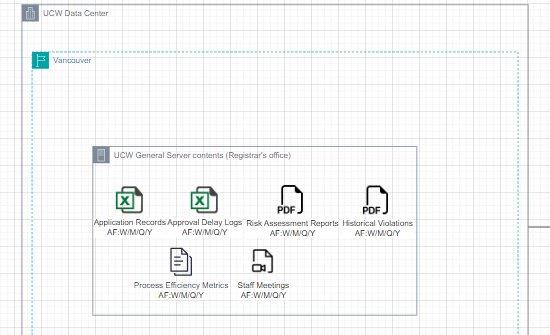 UCW Data Center
Vancouver
UCW General Server contents (Registrar's office)
Application Records Approval Delay Logs Risk Assessment Reports Historical Violations
AF:W/M/Q/Y AF:W/M/Q/Y AF:W/M/Q/Y AF:W/M/Q/Y
Process Efficiency Metrics Staff Meetings
AF:W/M/Q/Y AF:W/M/Q/Y
X X PDF PDF